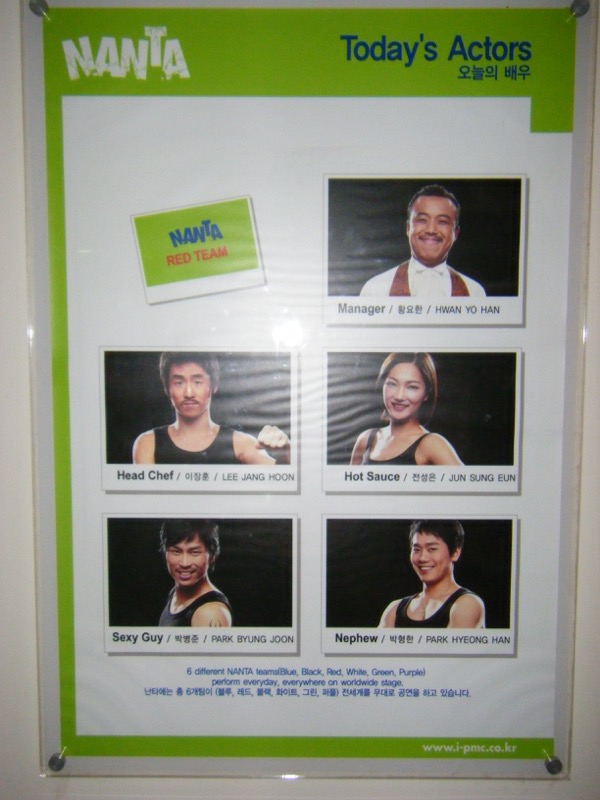 NANTA
Today's Actors
오늘의 배우
NANTA
RED TEAM
Manager / 황요한 / HWAN YO HAN
Head Chef / 이장훈 / LEE JANG HOON
Hot Sauce / 전성은 / JUN SUNG EUN
Sexy Guy / 박병준 / PARK BYUNG JOON
Nephew / 박형한 / PARK HYEONG HAN
6 different NANTA teams(Blue, Black, Red, White, Green, Purple)
perform everyday, everywhere on worldwide stage.
난타에는 총 6개팀이 (블루, 레드, 블랙, 화이트, 그린, 퍼플) 전세계를 무대로 공연을 하고 있습니다.
www.i-pmc.co.kr